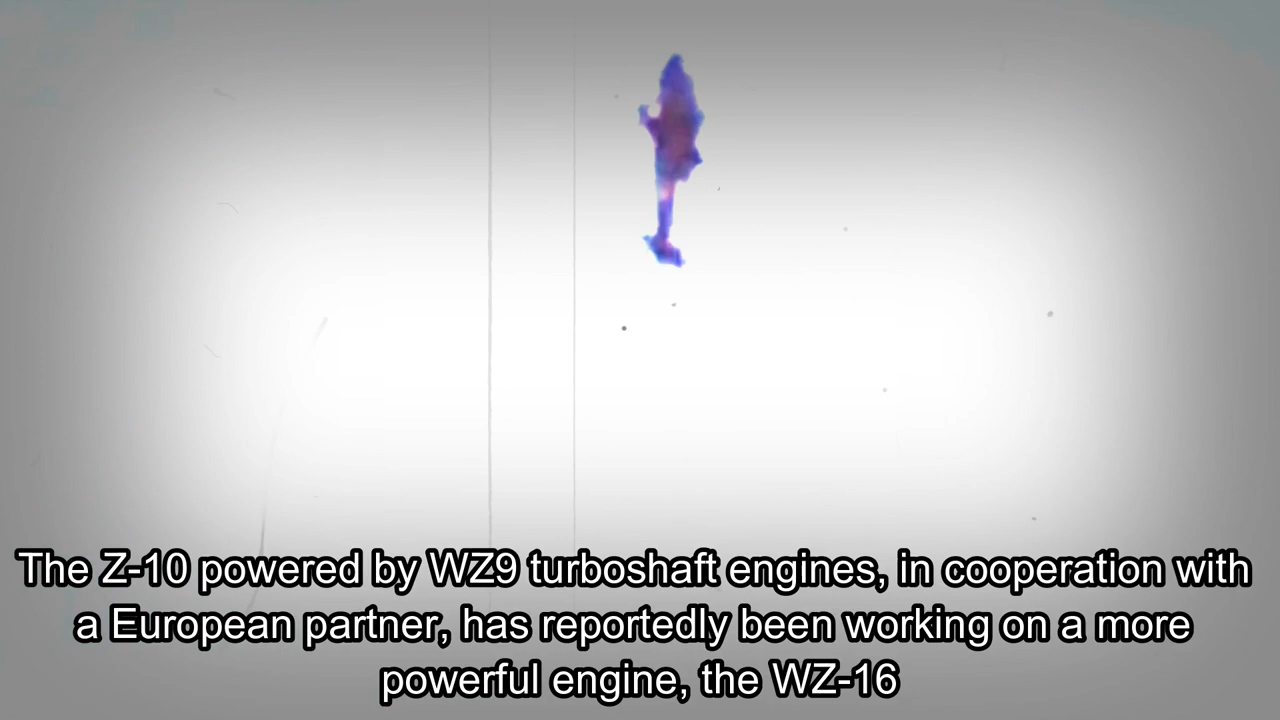 The Z-10 powered by WZ9 turboshaft engines, in cooperation with
a European partner, has reportedly been working on a more
powerful engine, the WZ-16